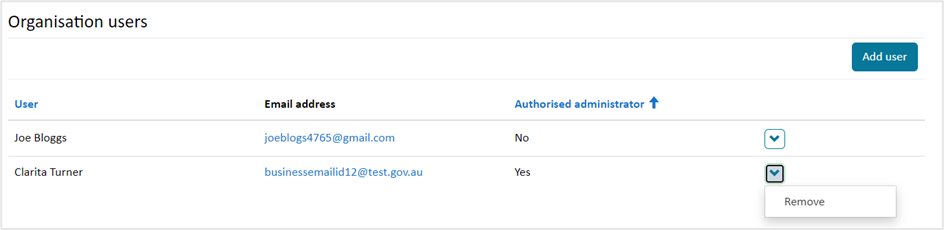 Organisation users
Add user
User Email address Authorised administrator
Joe Bloggs joeblogs4765@gmail.com No
Clarita Turner businessemailid12@test.gov.au Yes
Remove